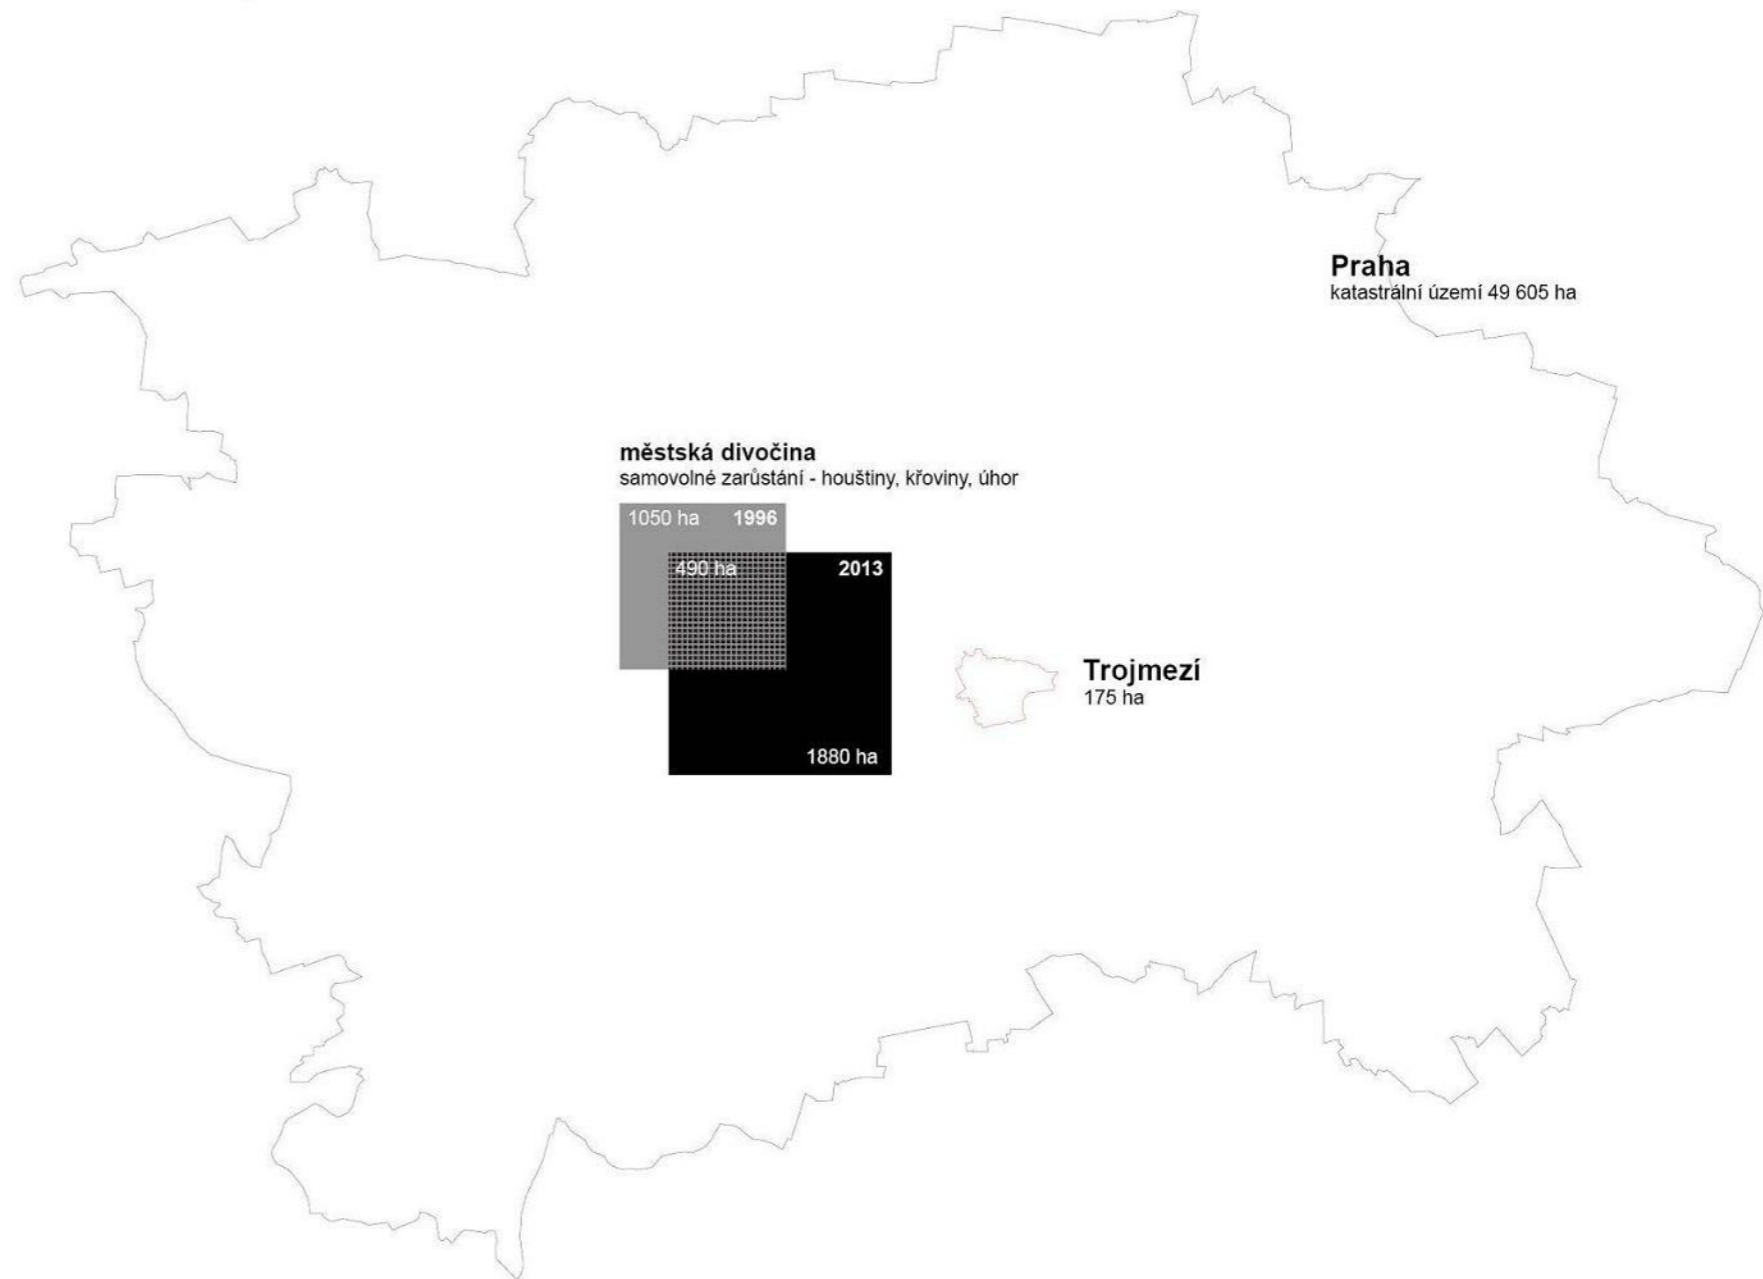 Praha
katastrální území 49 605 ha
městská divočina
samovolné zarůstání - houštiny, křoviny, úhor
1050 ha 1996
490 ha 2013
Trojmezí
175 ha
1880 ha